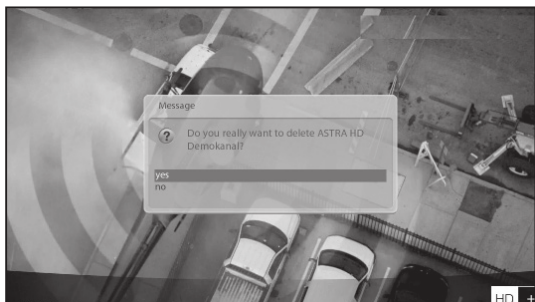 Message
Do you really want to delete ASTRA HD
Demokanal?
yes
no
HD +